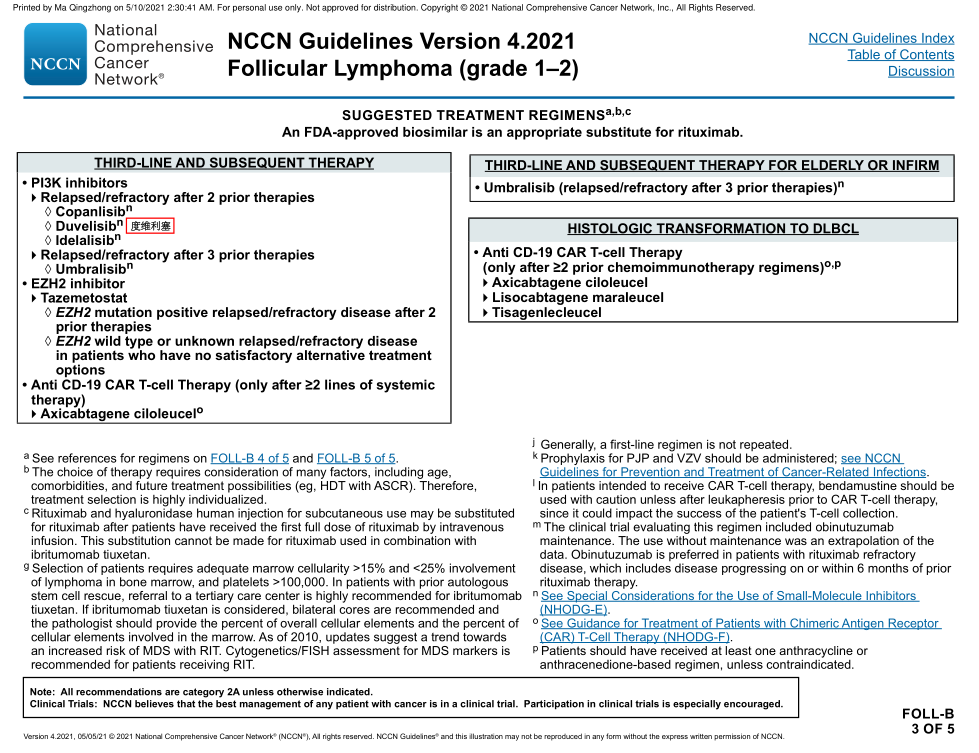 Printed by Ma Qingzhong on 5/10/2021 2:30:41 AM. For personal use only. Not approved for distribution. Copyright © 2021 National Comprehensive Cancer Network, Inc., All Rights Reserved.
NCCN
National
Comprehensive
Cancer
Network®
NCCN Guidelines Version 4.2021
Follicular Lymphoma (grade 1–2)
NCCN Guidelines Index
Table of Contents
Discussion
SUGGESTED TREATMENT REGIMENSa,b,c
An FDA-approved biosimilar is an appropriate substitute for rituximab.
THIRD-LINE AND SUBSEQUENT THERAPY
• PI3K inhibitors
Relapsed/refractory after 2 prior therapies
◊ Copanlisibn
◊ Duvelisibn 度维利塞
◊ Idelalisibn
Relapsed/refractory after 3 prior therapies
◊ Umbralisibn
• EZH2 inhibitor
Tazemetostat
◊ EZH2 mutation positive relapsed/refractory disease after 2
prior therapies
◊ EZH2 wild type or unknown relapsed/refractory disease
in patients who have no satisfactory alternative treatment
options
• Anti CD-19 CAR T-cell Therapy (only after ≥2 lines of systemic
therapy)
Axicabtagene ciloleucelo
THIRD-LINE AND SUBSEQUENT THERAPY FOR ELDERLY OR INFIRM
• Umbralisib (relapsed/refractory after 3 prior therapies)n
HISTOLOGIC TRANSFORMATION TO DLBCL
• Anti CD-19 CAR T-cell Therapy
(only after ≥2 prior chemoimmunotherapy regimens)o,p
Axicabtagene ciloleucel
Lisocabtagene maraleucel
Tisagenlecleucel
a See references for regimens on FOLL-B 4 of 5 and FOLL-B 5 of 5.
b The choice of therapy requires consideration of many factors, including age,
comorbidities, and future treatment possibilities (eg, HDT with ASCR). Therefore,
treatment selection is highly individualized.
c Rituximab and hyaluronidase human injection for subcutaneous use may be substituted
for rituximab after patients have received the first full dose of rituximab by intravenous
infusion. This substitution cannot be made for rituximab used in combination with
ibritumomab tiuxetan.
g Selection of patients requires adequate marrow cellularity >15% and <25% involvement
of lymphoma in bone marrow, and platelets >100,000. In patients with prior autologous
stem cell rescue, referral to a tertiary care center is highly recommended for ibritumomab
tiuxetan. If ibritumomab tiuxetan is considered, bilateral cores are recommended and
the pathologist should provide the percent of overall cellular elements and the percent of
cellular elements involved in the marrow. As of 2010, updates suggest a trend towards
an increased risk of MDS with RIT. Cytogenetics/FISH assessment for MDS markers is
recommended for patients receiving RIT.
j Generally, a first-line regimen is not repeated.
k Prophylaxis for PJP and VZV should be administered; see NCCN
Guidelines for Prevention and Treatment of Cancer-Related Infections.
l In patients intended to receive CAR T-cell therapy, bendamustine should be
used with caution unless after leukapheresis prior to CAR T-cell therapy,
since it could impact the success of the patient's T-cell collection.
m The clinical trial evaluating this regimen included obinutuzumab
maintenance. The use without maintenance was an extrapolation of the
data. Obinutuzumab is preferred in patients with rituximab refractory
disease, which includes disease progressing on or within 6 months of prior
rituximab therapy.
n See Special Considerations for the Use of Small-Molecule Inhibitors
(NHODG-E).
o See Guidance for Treatment of Patients with Chimeric Antigen Receptor
(CAR) T-Cell Therapy (NHODG-F).
p Patients should have received at least one anthracycline or
anthracenedione-based regimen, unless contraindicated.
Note: All recommendations are category 2A unless otherwise indicated.
Clinical Trials: NCCN believes that the best management of any patient with cancer is in a clinical trial. Participation in clinical trials is especially encouraged.
FOLL-B
3 OF 5
Version 4.2021, 05/05/21 © 2021 National Comprehensive Cancer Network® (NCCN®), All rights reserved. NCCN Guidelines® and this illustration may not be reproduced in any form without the express written permission of NCCN.